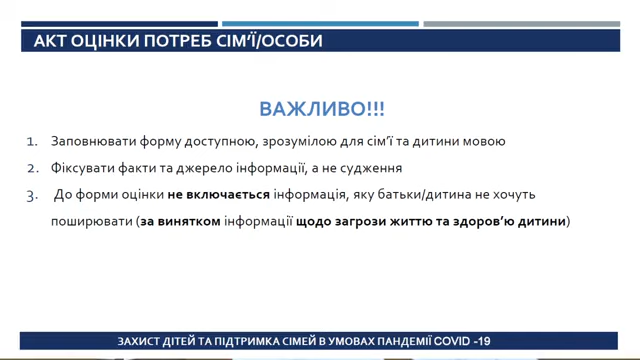 АКТ ОЦІНКИ ПОТРЕБ СІМ’Ї/ОСОБИ
ВАЖЛИВО!!!
1. Заповнювати форму доступною, зрозумілою для сім’ї та дитини мовою
2. Фіксувати факти та джерело інформації, а не судження
3. До форми оцінки не включається інформація, яку батьки/дитина не хочуть
поширювати (за винятком інформації щодо загрози життю та здоров’ю дитини)
ЗАХИСТ ДІТЕЙ ТА ПІДТРИМКА СІМЕЙ В УМОВАХ ПАНДЕМІЇ COVID -19